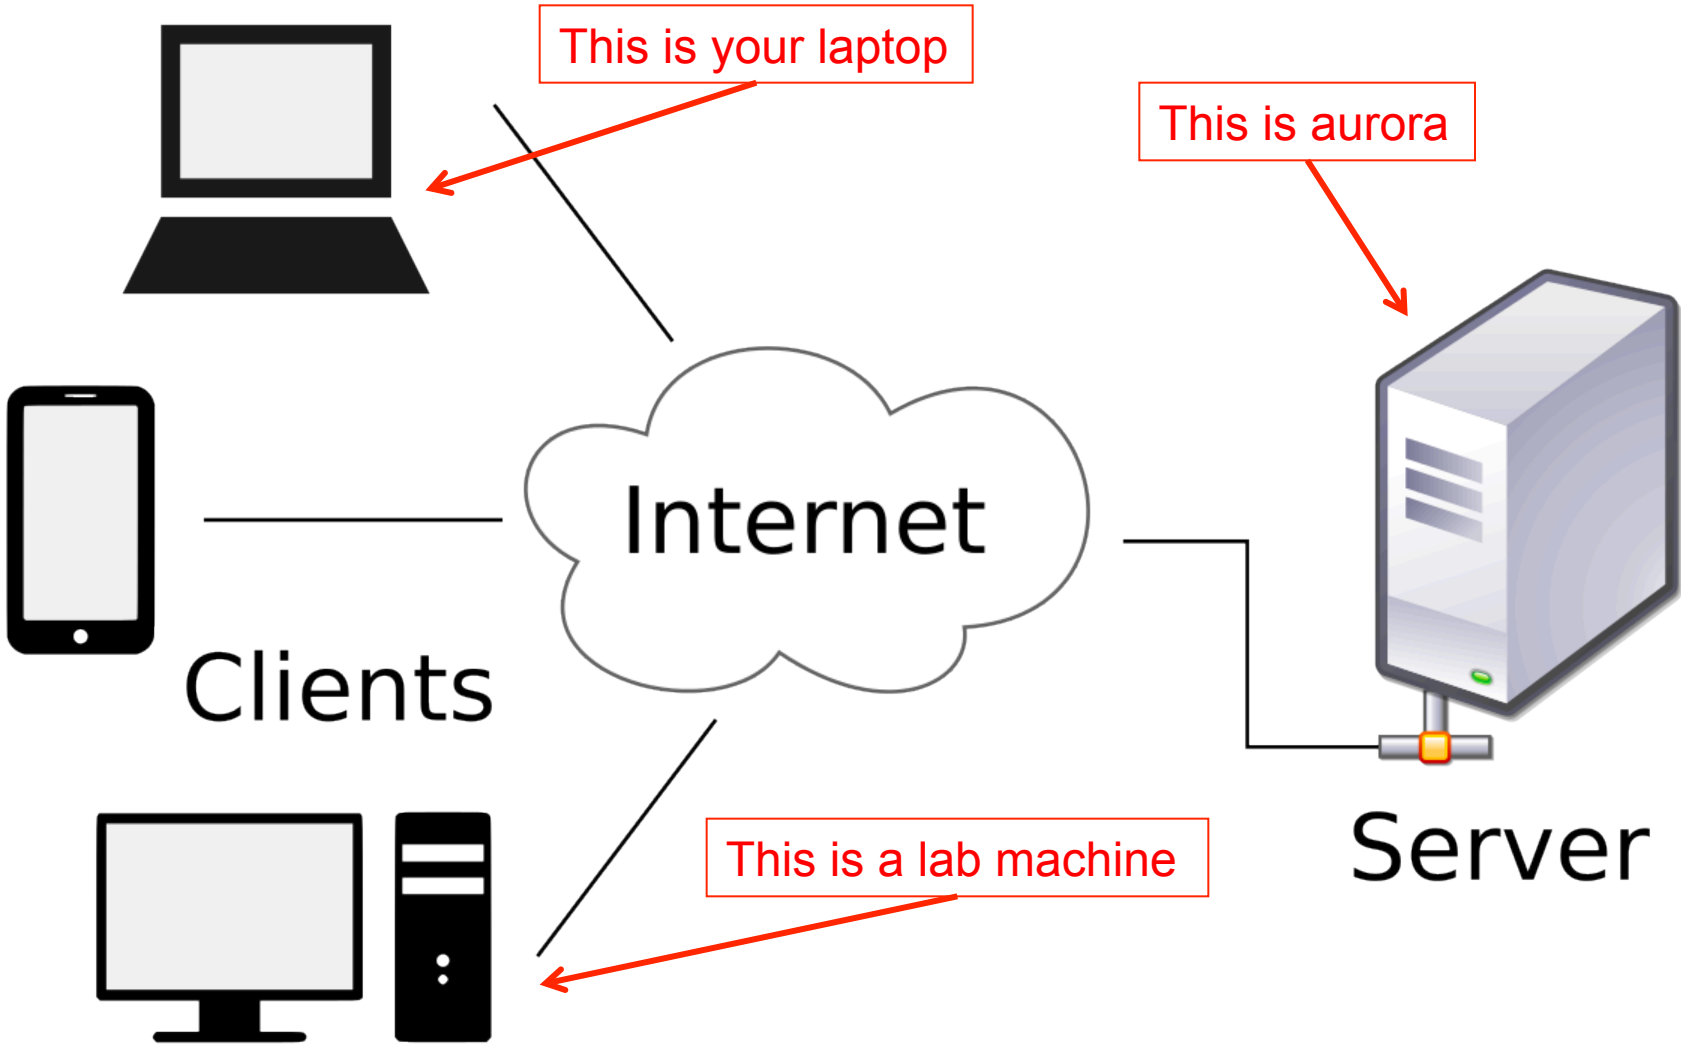 This is your laptop
This is aurora
Internet
Clients
This is a lab machine
Server